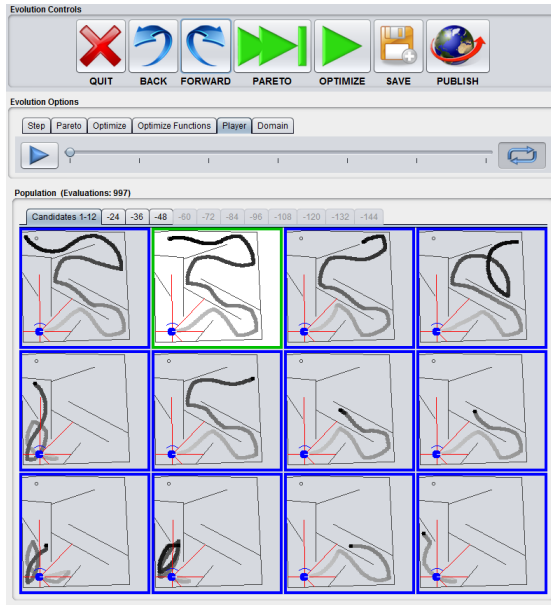 Evolution Controls
QUIT BACK FORWARD PARETO OPTIMIZE SAVE PUBLISH
Evolution Options
Step Pareto Optimize Optimize Functions Player Domain
Population (Evaluations: 997)
Candidates 1-12 -24 -36 -48 -60 -72 -84 -96 -108 -120 -132 -144